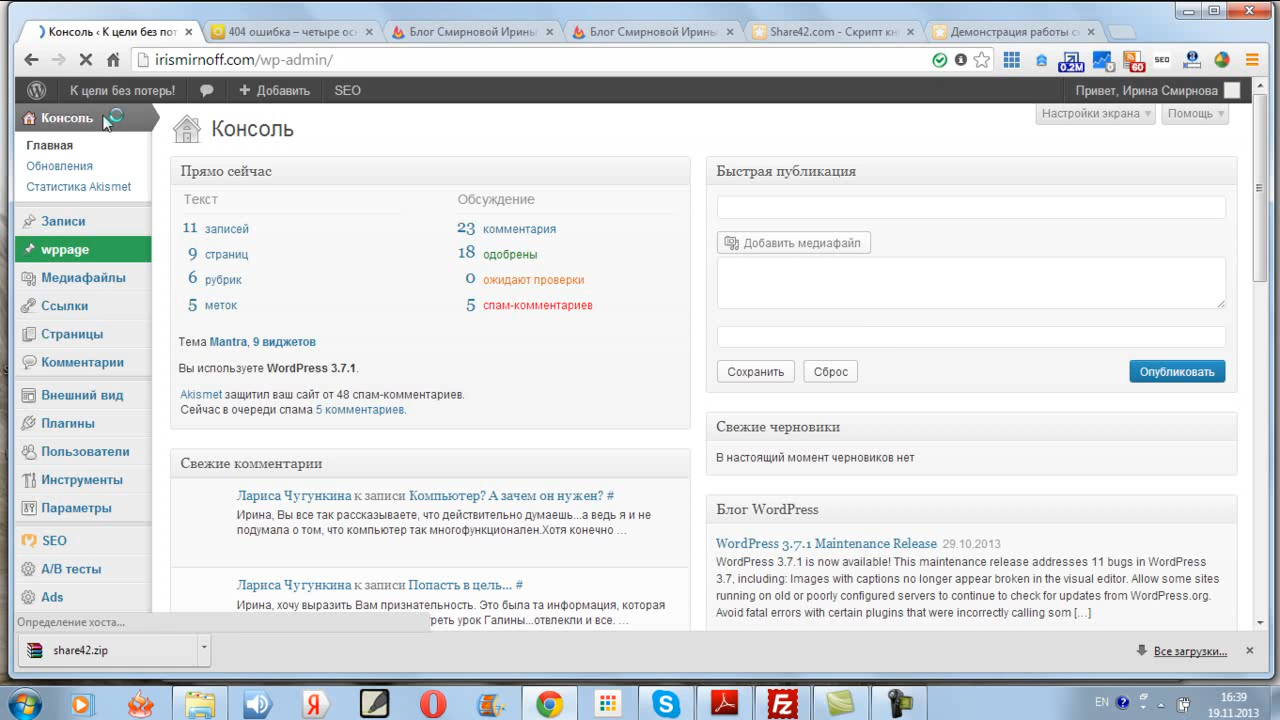 Консоль ‹ К цели без пот
404 ошибка – четыре ос
Блог Смирновой Ирины
Блог Смирновой Ирины
Share42.com - Скрипт кн
Демонстрация работы с
irismirnoff.com/wp-admin/
0.2M
0
60
SEO
К цели без потерь!
Добавить
SEO
Привет, Ирина Смирнова
Консоль
Главная
Обновления
Статистика Akismet
Записи
wppage
Медиафайлы
Ссылки
Страницы
Комментарии
Внешний вид
Плагины
Пользователи
Инструменты
Параметры
SEO
A/B тесты
Ads
Консоль
Настройки экрана
Помощь
Прямо сейчас
Текст
Обсуждение
11 записей
23 комментария
9 страниц
18 одобрены
6 рубрик
0 ожидают проверки
5 меток
5 спам-комментариев
Тема Mantra, 9 виджетов
Вы используете WordPress 3.7.1.
Akismet защитил ваш сайт от 48 спам-комментариев.
Сейчас в очереди спама 5 комментариев.
Свежие комментарии
Лариса Чугункина к записи Компьютер? А зачем он нужен? #
Ирина, Вы все так рассказываете, что действительно думаешь...а ведь я и не
подумала о том, что компьютер так многофункционален.Хотя конечно …
Лариса Чугункина к записи Попасть в цель... #
Ирина, хочу выразить Вам признательность. Это была та информация, которая
реть урок Галины...отвлекли и все. …
Быстрая публикация
Добавить медиафайл
Сохранить
Сброс
Опубликовать
Свежие черновики
В настоящий момент черновиков нет
Блог WordPress
WordPress 3.7.1 Maintenance Release 29.10.2013
WordPress 3.7.1 is now available! This maintenance release addresses 11 bugs in WordPress
3.7, including: Images with captions no longer appear broken in the visual editor. Allow some sites
running on old or poorly configured servers to continue to check for updates from WordPress.org.
Avoid fatal errors with certain plugins that were incorrectly calling som […]
Определение хоста...
share42.zip
Все загрузки...
EN
16:39
19.11.2013